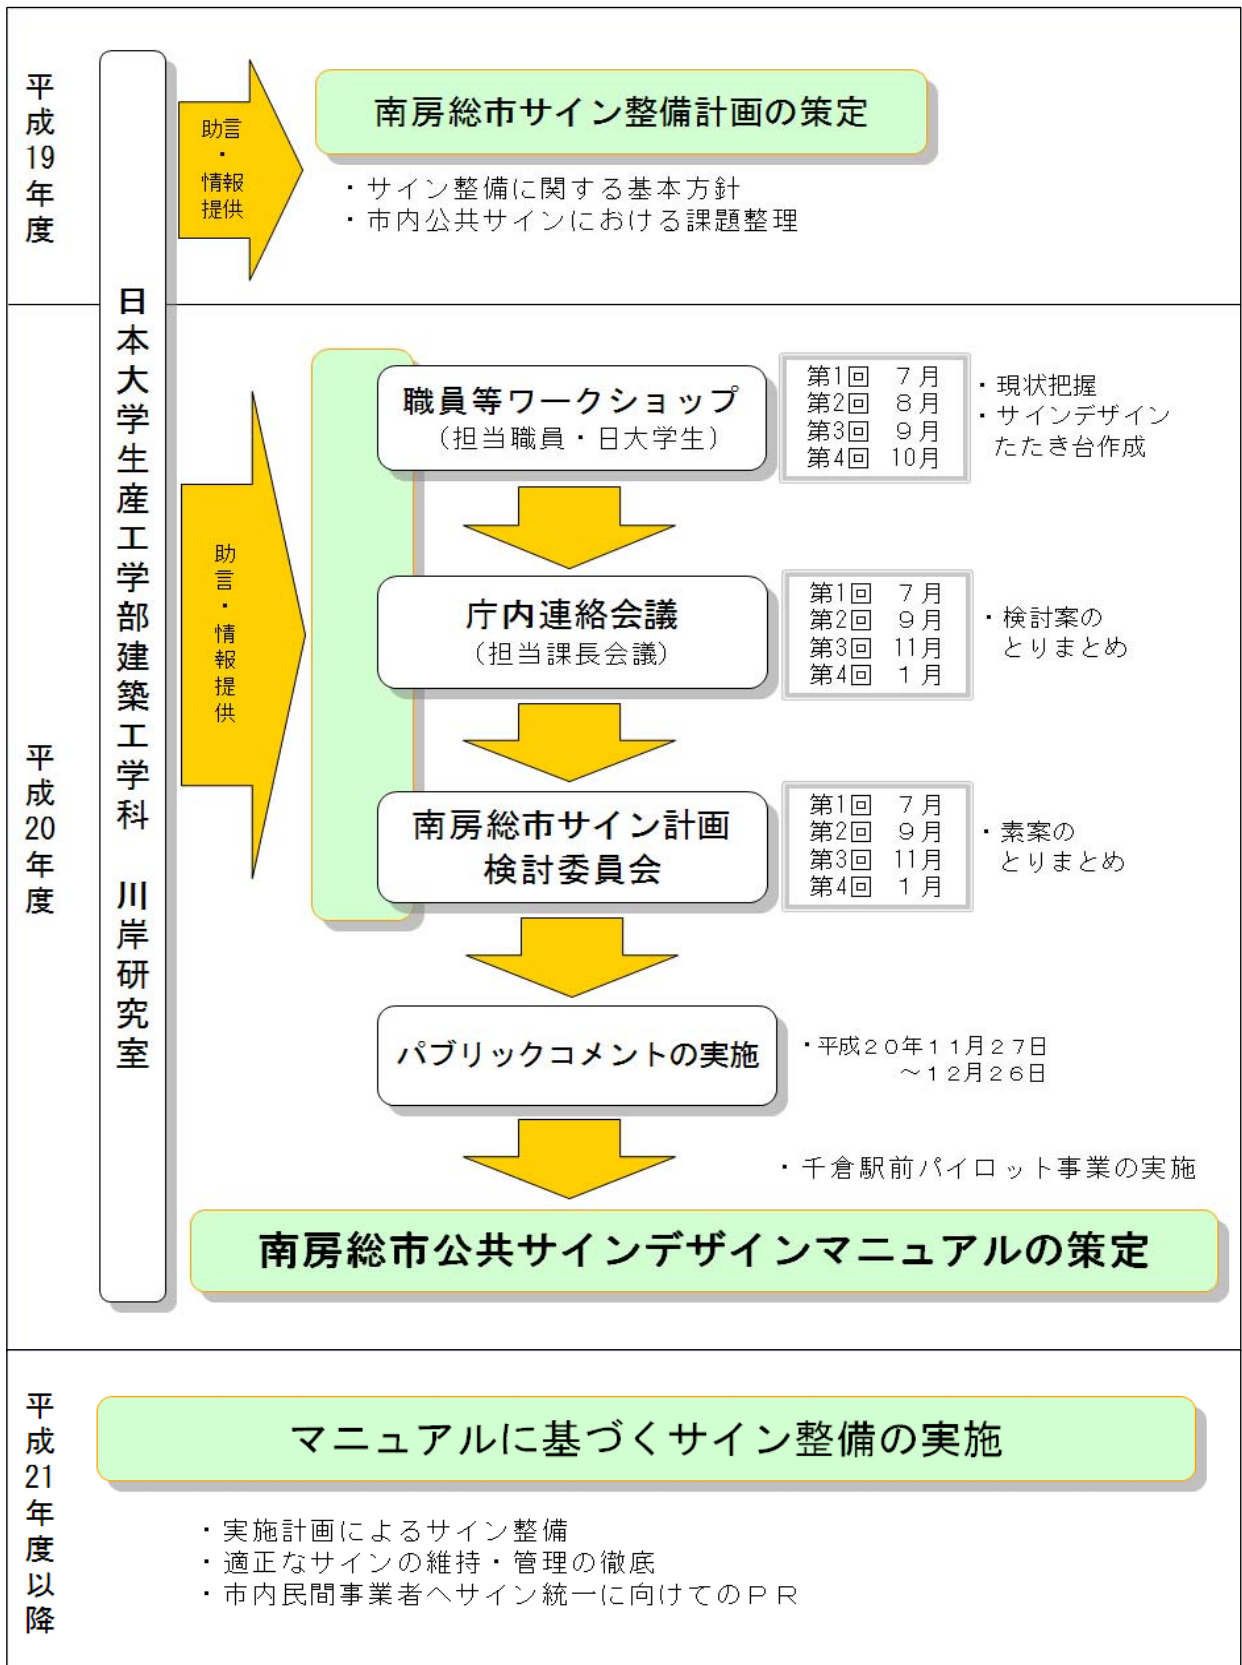 平成19年度
日本大学生産工学部建築工学科　川岸研究室
助言
・
情報
提供
南房総市サイン整備計画の策定
・サイン整備に関する基本方針
・市内公共サインにおける課題整理
平成20年度
助言・情報提供
職員等ワークショップ
（担当職員・日大学生）
第1回　7月
第2回　8月
第3回　9月
第4回　10月
・現状把握
・サインデザイン
たたき台作成
庁内連絡会議
（担当課長会議）
第1回　7月
第2回　9月
第3回　11月
第4回　1月
・検討案の
とりまとめ
南房総市サイン計画
検討委員会
第1回　7月
第2回　9月
第3回　11月
第4回　1月
・素案の
とりまとめ
パブリックコメントの実施
・平成２０年１１月２７日
～１２月２６日
・千倉駅前パイロット事業の実施
南房総市公共サインデザインマニュアルの策定
平成21年度以降
マニュアルに基づくサイン整備の実施
・実施計画によるサイン整備
・適正なサインの維持・管理の徹底
・市内民間事業者へサイン統一に向けてのＰＲ